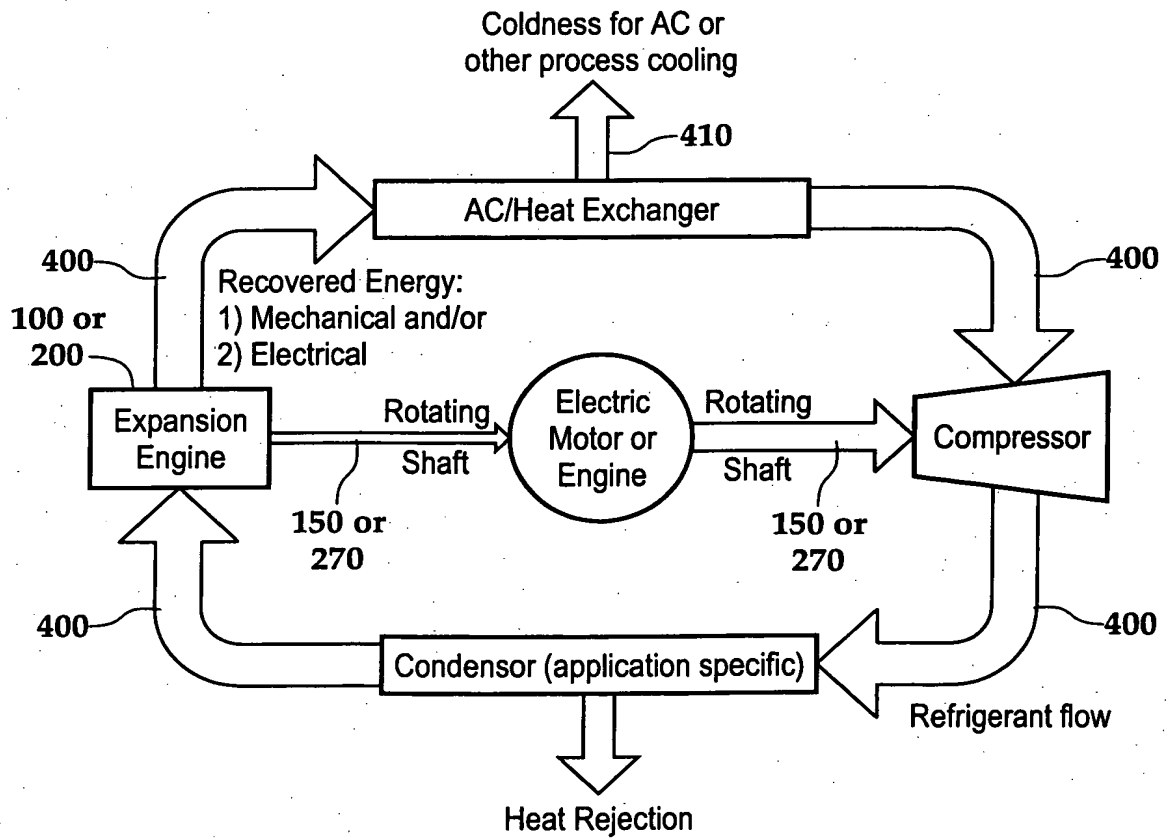 Coldness for AC or
other process cooling
410
AC/Heat Exchanger
400
400
Recovered Energy:
1) Mechanical and/or
2) Electrical
100 or
200
Expansion
Engine
Rotating
Shaft
150 or
270
Electric
Motor or
Engine
Rotating
Shaft
150 or
270
Compressor
400
400
Condensor (application specific)
Refrigerant flow
Heat Rejection